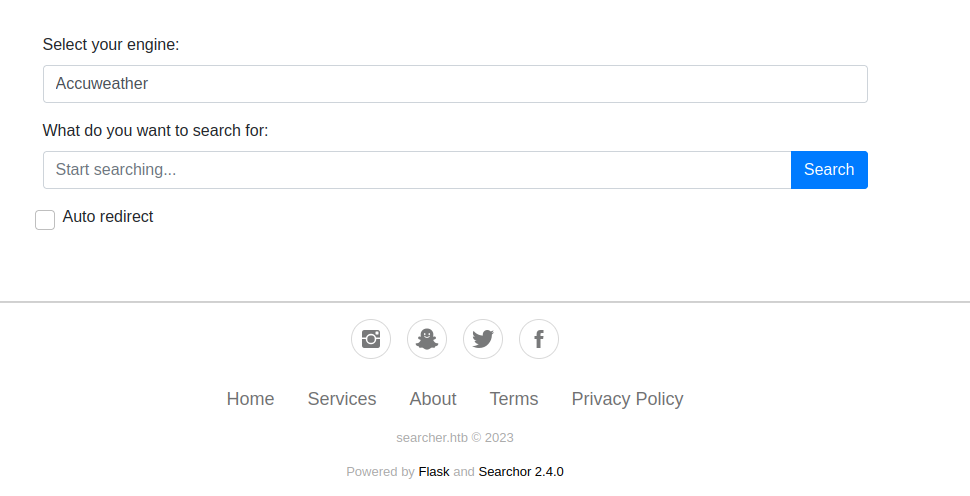 Select your engine:
Accuweather
What do you want to search for:
Start searching...
Search
Auto redirect
Home Services About Terms Privacy Policy
searcher.htb © 2023
Powered by Flask and Searchor 2.4.0